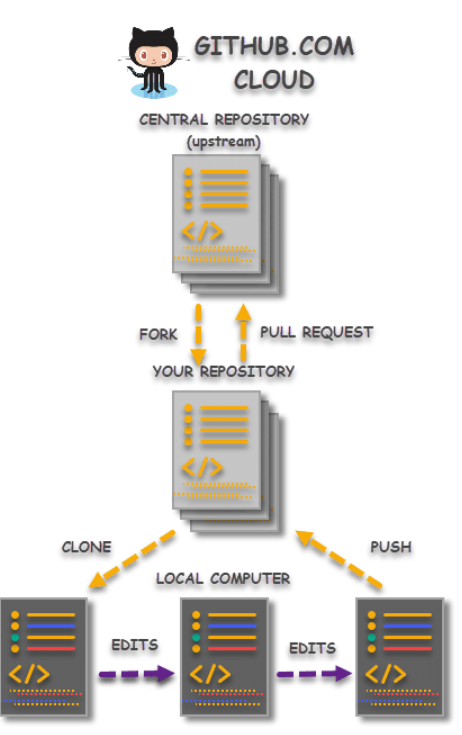 GITHUB.COM
CLOUD
CENTRAL REPOSITORY
(upstream)
</>
FORK
PULL REQUEST
YOUR REPOSITORY
</>
CLONE
PUSH
LOCAL COMPUTER
EDITS
EDITS
</>
</>
</>